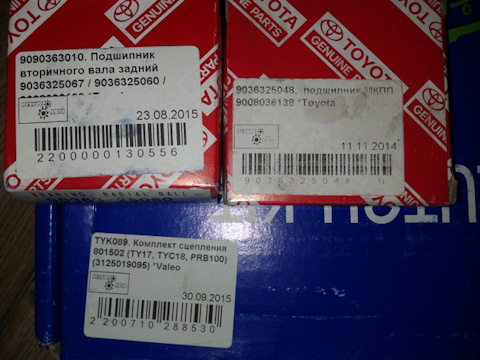 TOYOTA
GENUINE PARTS
9090363010. Подшипник
вторичного вала задний
9036325067 / 9036325060 /
23.08.2015
2200000130556
TOYOTA
GENUINE PARTS
9036325048. подшипник МКПП
9008036138 *Toyota
11.11.2014
9036325048
TYK089. Комплект сцепления
801502 (TY17, TYC18, PRB100)
(3125019095) *Valeo
30.09.2015
2200710288530